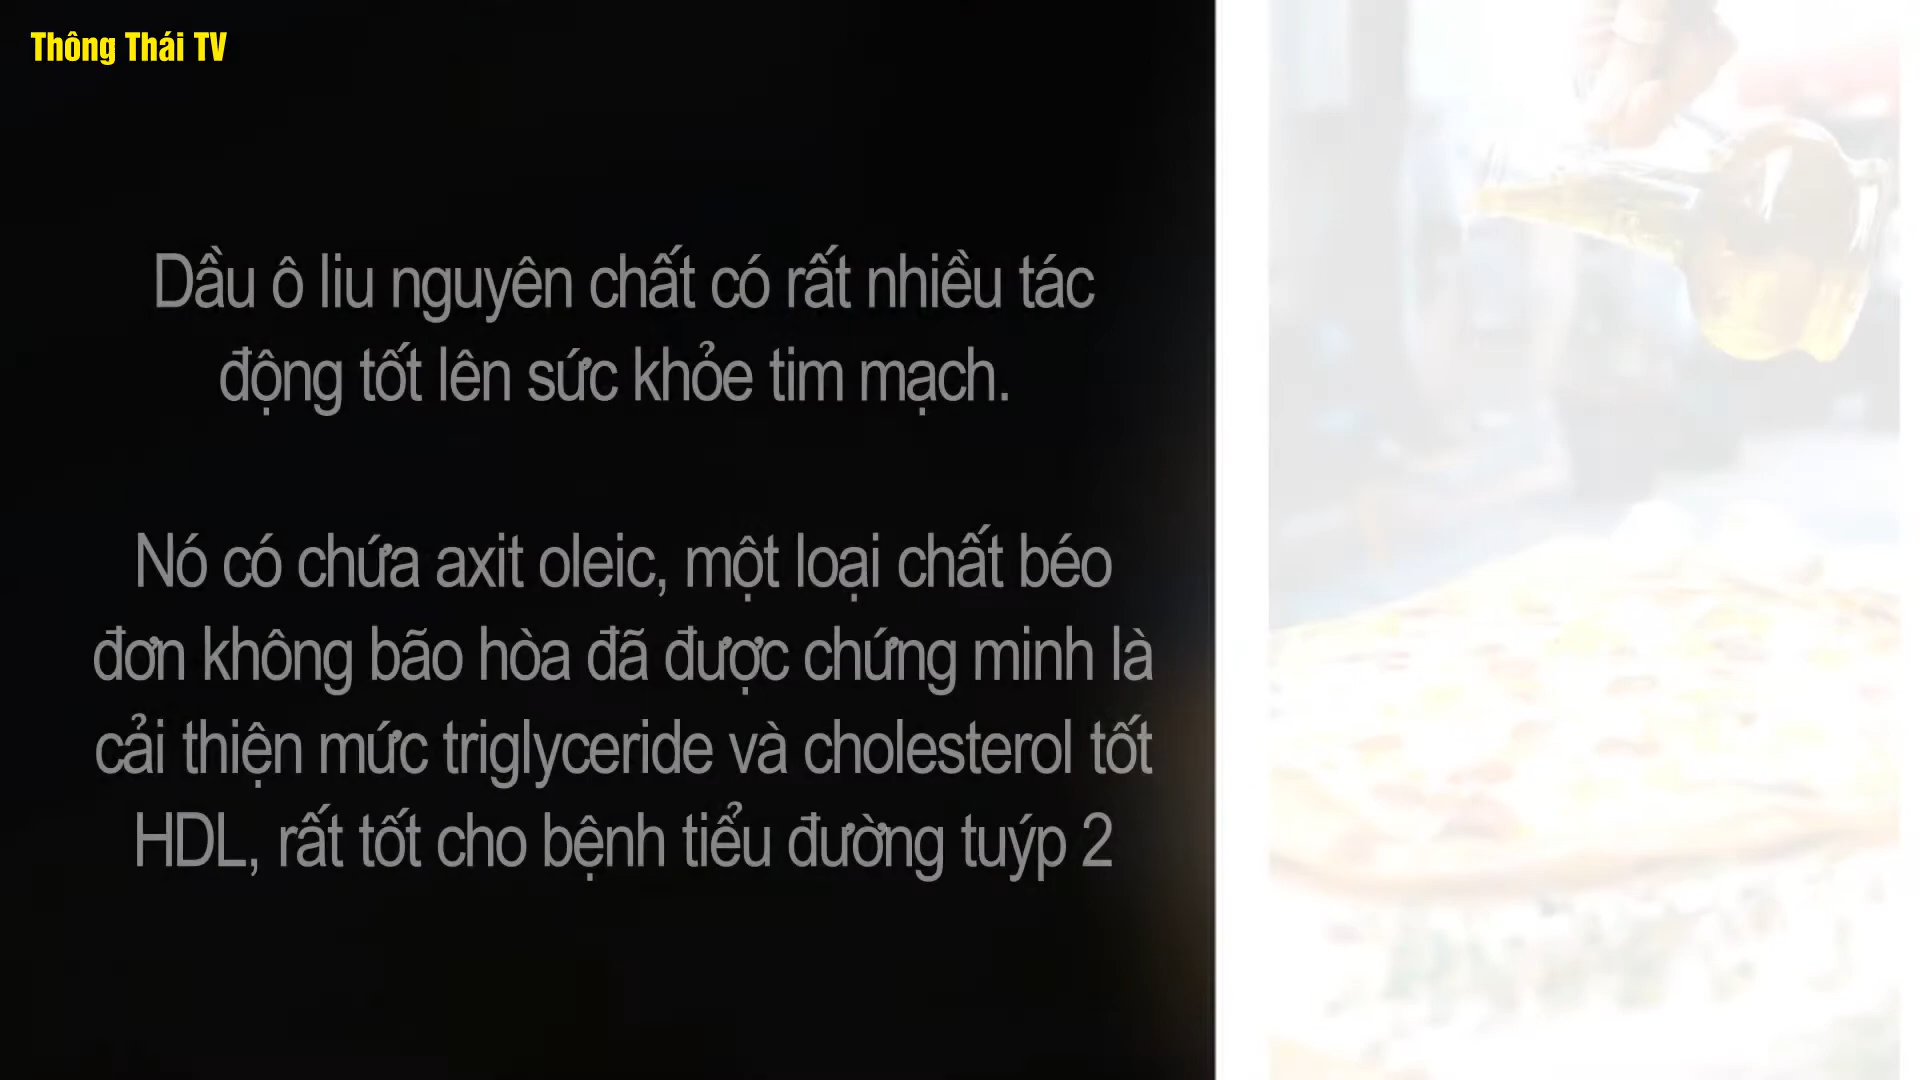 Thông Thái TV
Dầu ô liu nguyên chất có rất nhiều tác
động tốt lên sức khỏe tim mạch.
Nó có chứa axit oleic, một loại chất béo
đơn không bão hòa đã được chứng minh là
cải thiện mức triglyceride và cholesterol tốt
HDL, rất tốt cho bệnh tiểu đường tuýp 2